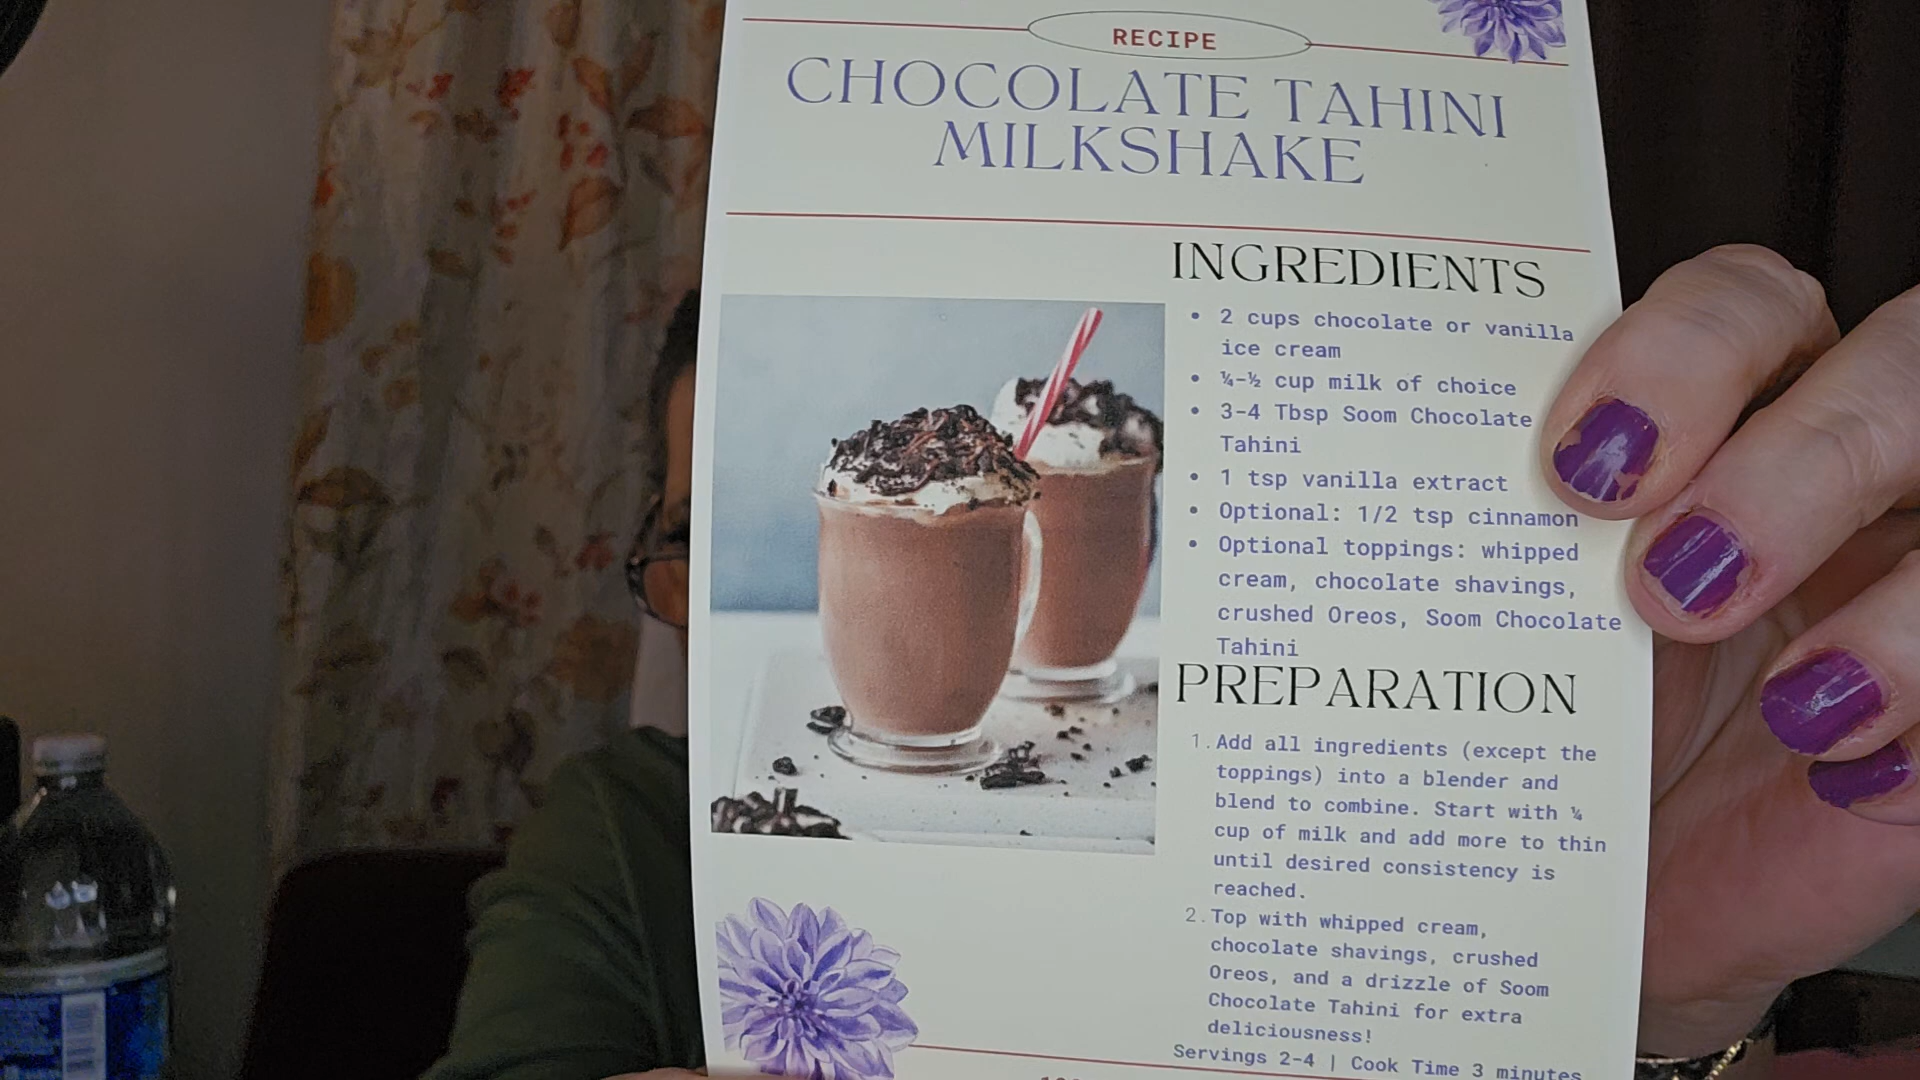 RECIPE
CHOCOLATE TAHINI
MILKSHAKE
INGREDIENTS
• 2 cups chocolate or vanilla
ice cream
• ¼-½ cup milk of choice
• 3-4 Tbsp Soom Chocolate
Tahini
• 1 tsp vanilla extract
• Optional: 1/2 tsp cinnamon
• Optional toppings: whipped
cream, chocolate shavings,
crushed Oreos, Soom Chocolate
Tahini
PREPARATION
1. Add all ingredients (except the
toppings) into a blender and
blend to combine. Start with ¼
cup of milk and add more to thin
until desired consistency is
reached.
2. Top with whipped cream,
chocolate shavings, crushed
Oreos, and a drizzle of Soom
Chocolate Tahini for extra
deliciousness!
Servings 2-4 | Cook Time 3 minutes